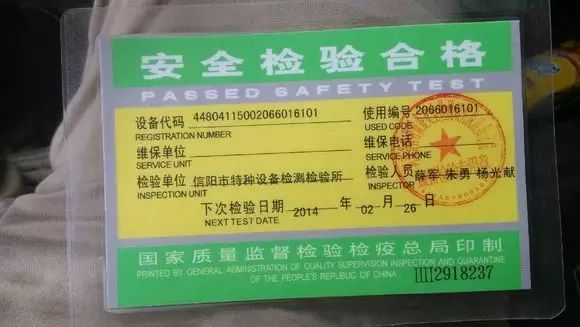 安全检验合格
PASSED SAFETY TEST
设备代码 44804115002066016101 使用编号 2066016101
REGISTRATION NUMBER USED CODE
维保单位 维保电话
SERVICE UNIT SERVICE PHONE
检验单位 信阳市特种设备检测检验所 检验人员 薛军 朱勇 杨光献
INSPECTION UNIT INSPECTOR
下次检验日期 2014 年 02 月 26 日
NEXT TEST DATE
国家质量监督检验检疫总局印制
PRINTED BY GENERAL ADMINISTRATION OF QUALITY SUPERVISION INSPECTION AND QUARANTINE
OF THE PEOPLE'S REPUBLIC OF CHINA IIII2918237